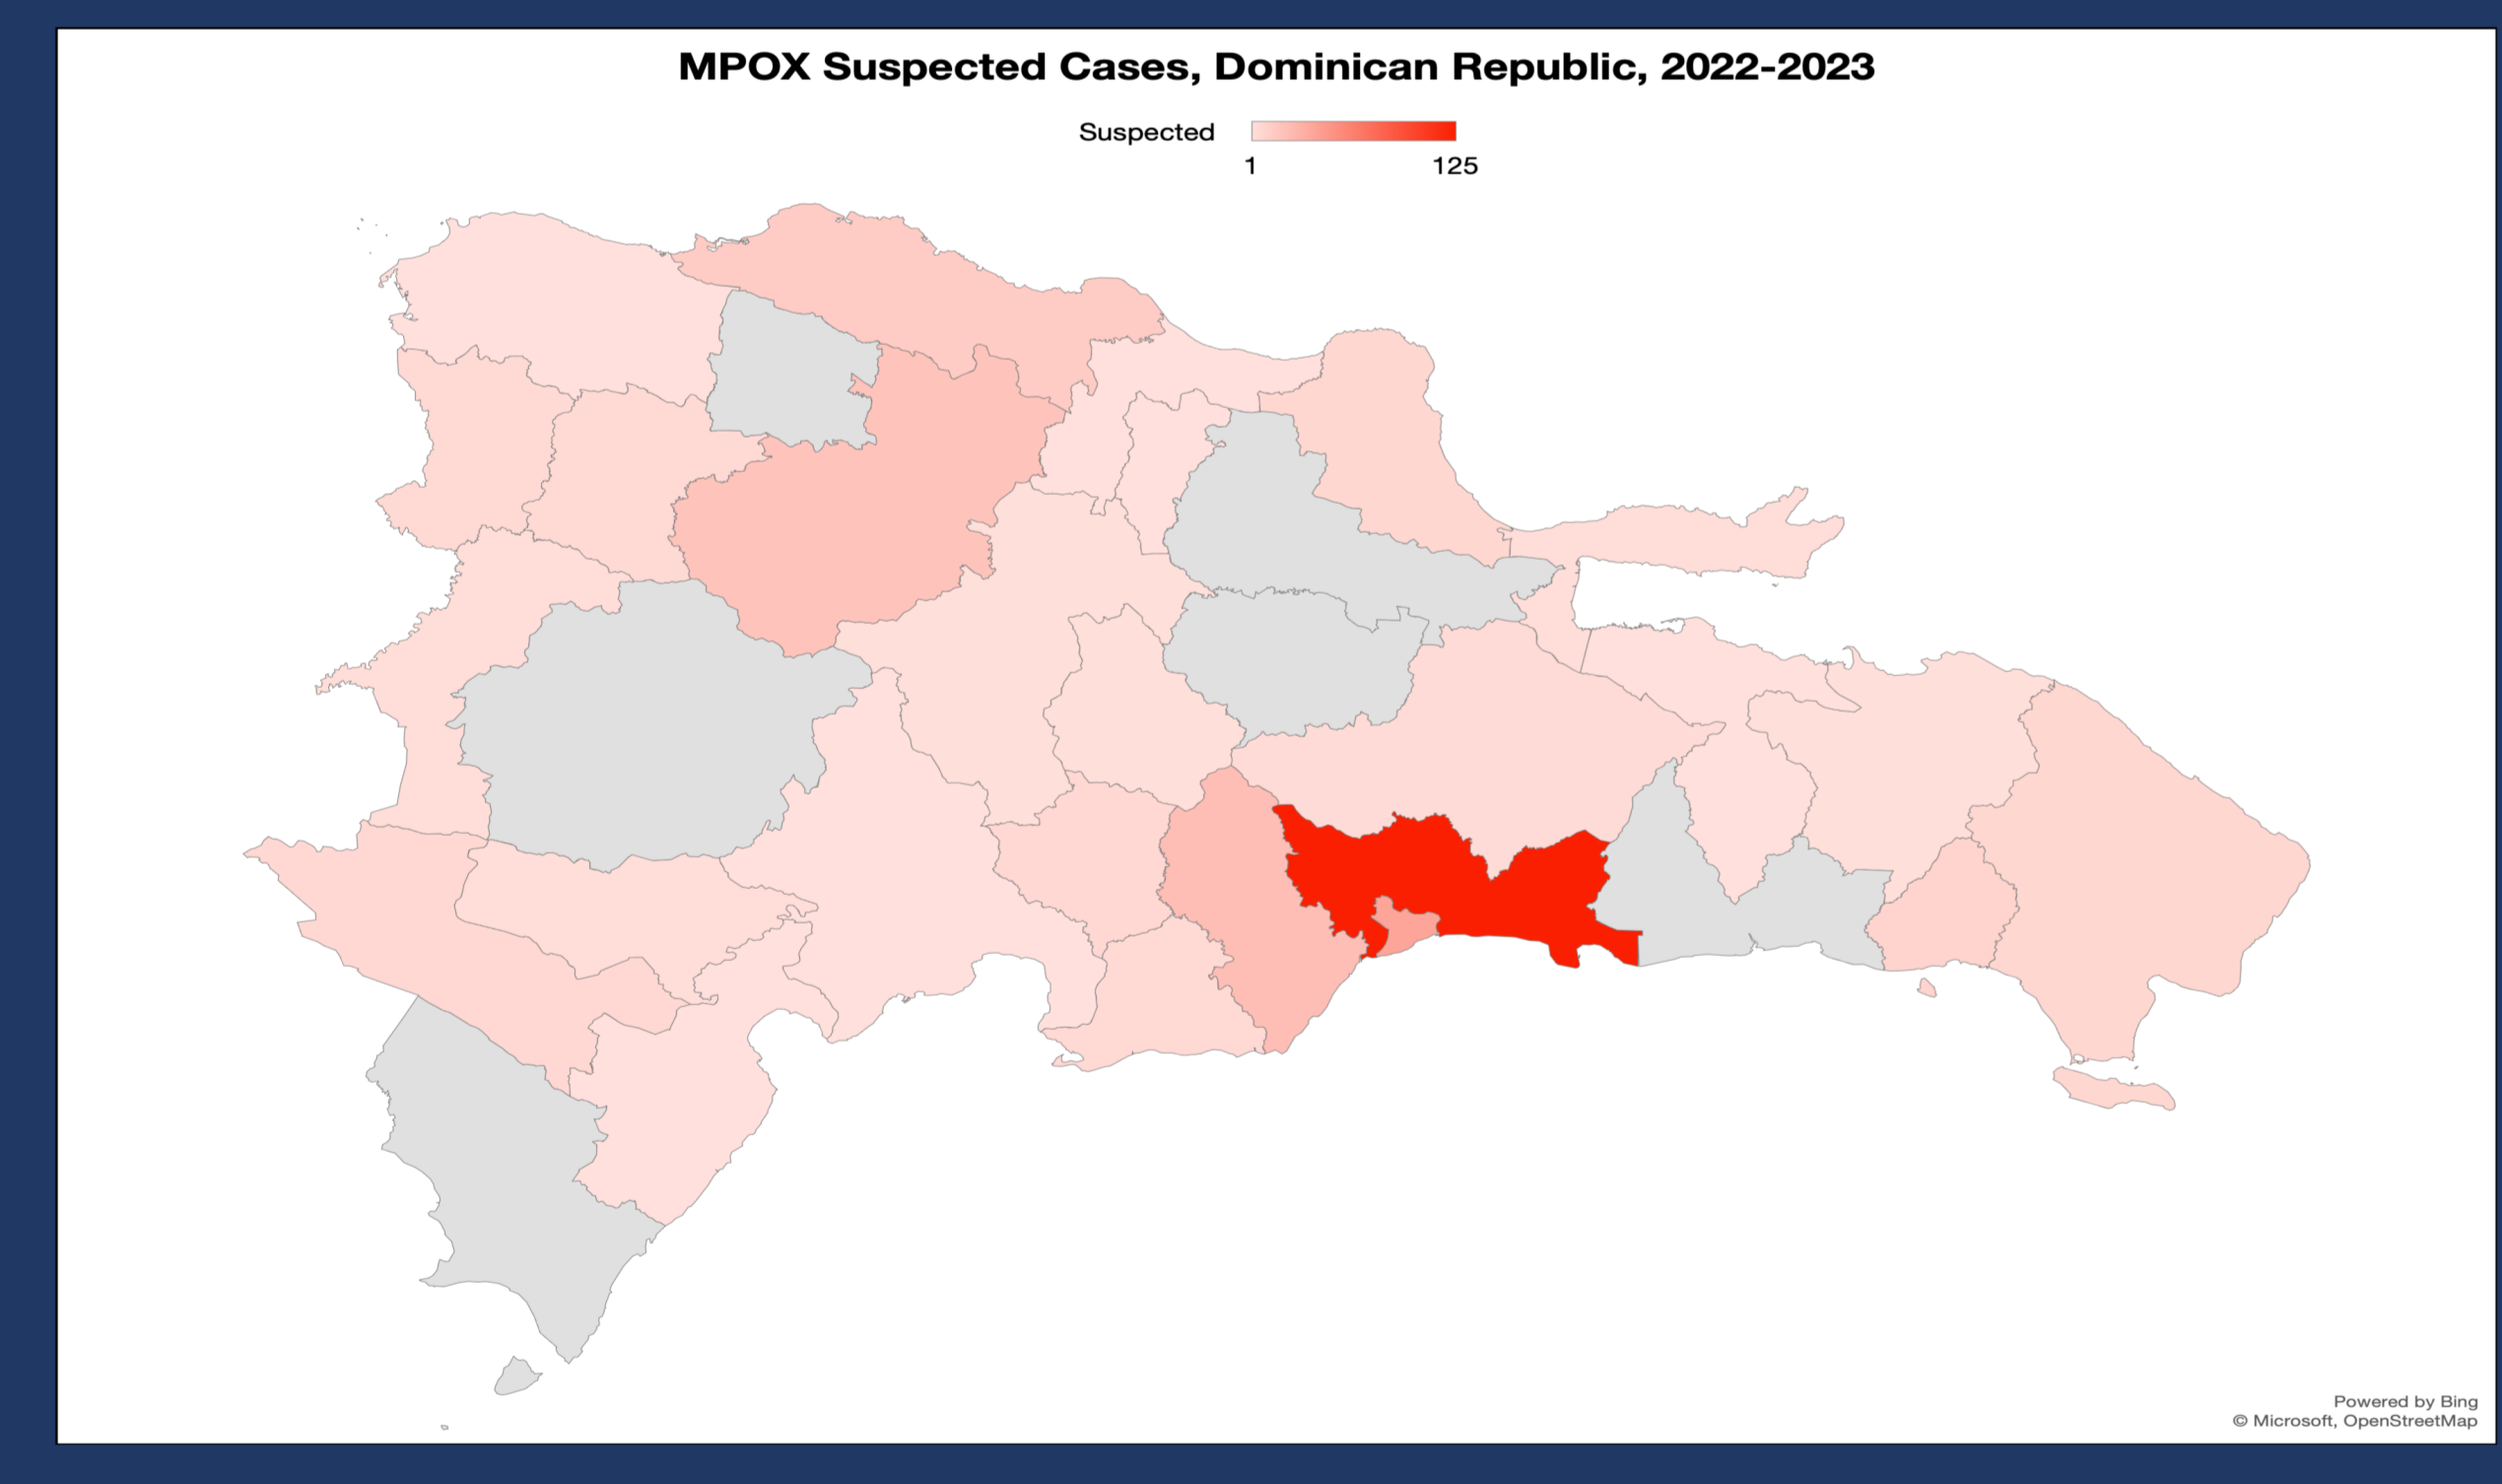 MPOX Suspected Cases, Dominican Republic, 2022-2023
Suspected
1 125
Powered by Bing
© Microsoft, OpenStreetMap